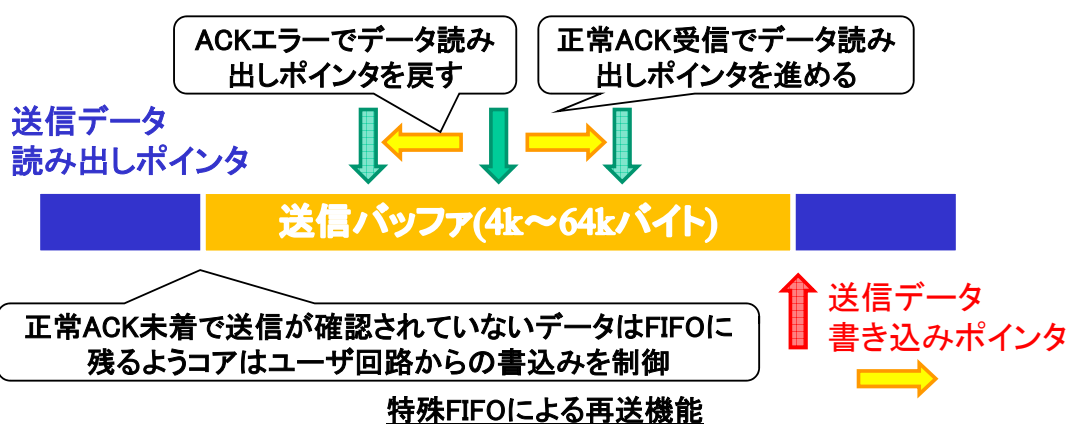 ACKエラーでデータ読み
出しポインタを戻す
正常ACK受信でデータ読み
出しポインタを進める
送信データ
読み出しポインタ
送信バッファ(4k～64kバイト)
送信データ
書き込みポインタ
正常ACK未着で送信が確認されていないデータはFIFOに
残るようコアはユーザ回路からの書込みを制御
特殊FIFOによる再送機能